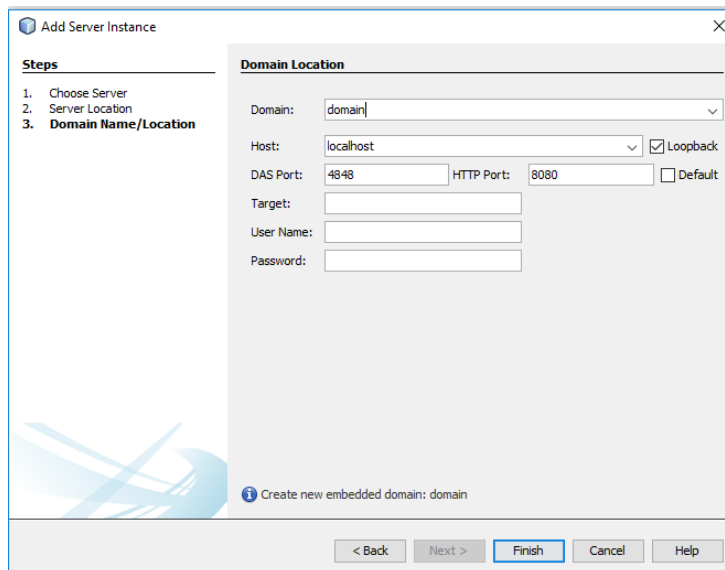 Add Server Instance
Steps
1. Choose Server
2. Server Location
3. Domain Name/Location
Domain Location
Domain: domain
Host: localhost Loopback
DAS Port: 4848 HTTP Port: 8080 Default
Target:
User Name:
Password:
Create new embedded domain: domain
< Back Next > Finish Cancel Help